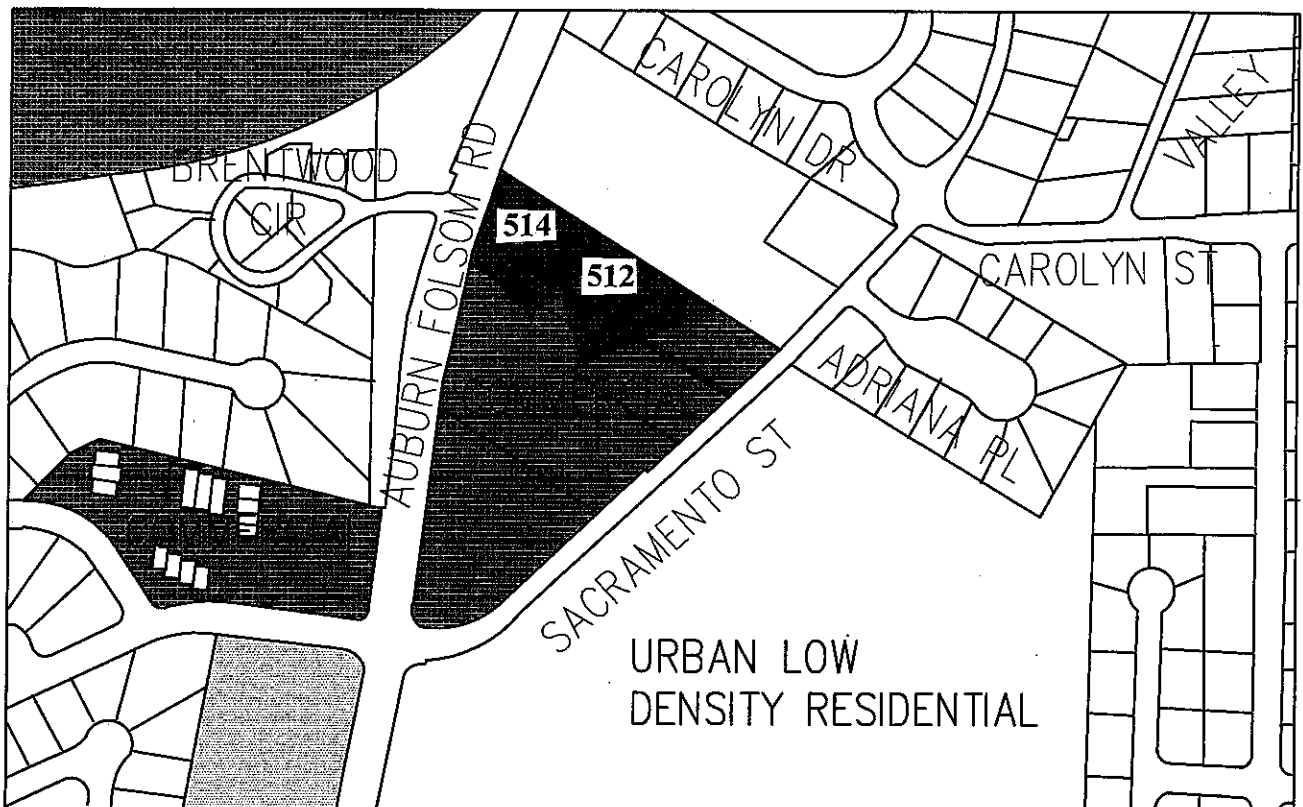 CAROLYN DR
VALLEY
BRENTWOOD
CIR
AUBURN FOLSOM RD
514
512
CAROLYN ST
ADRIANA PL
SACRAMENTO ST
URBAN LOW
DENSITY RESIDENTIAL